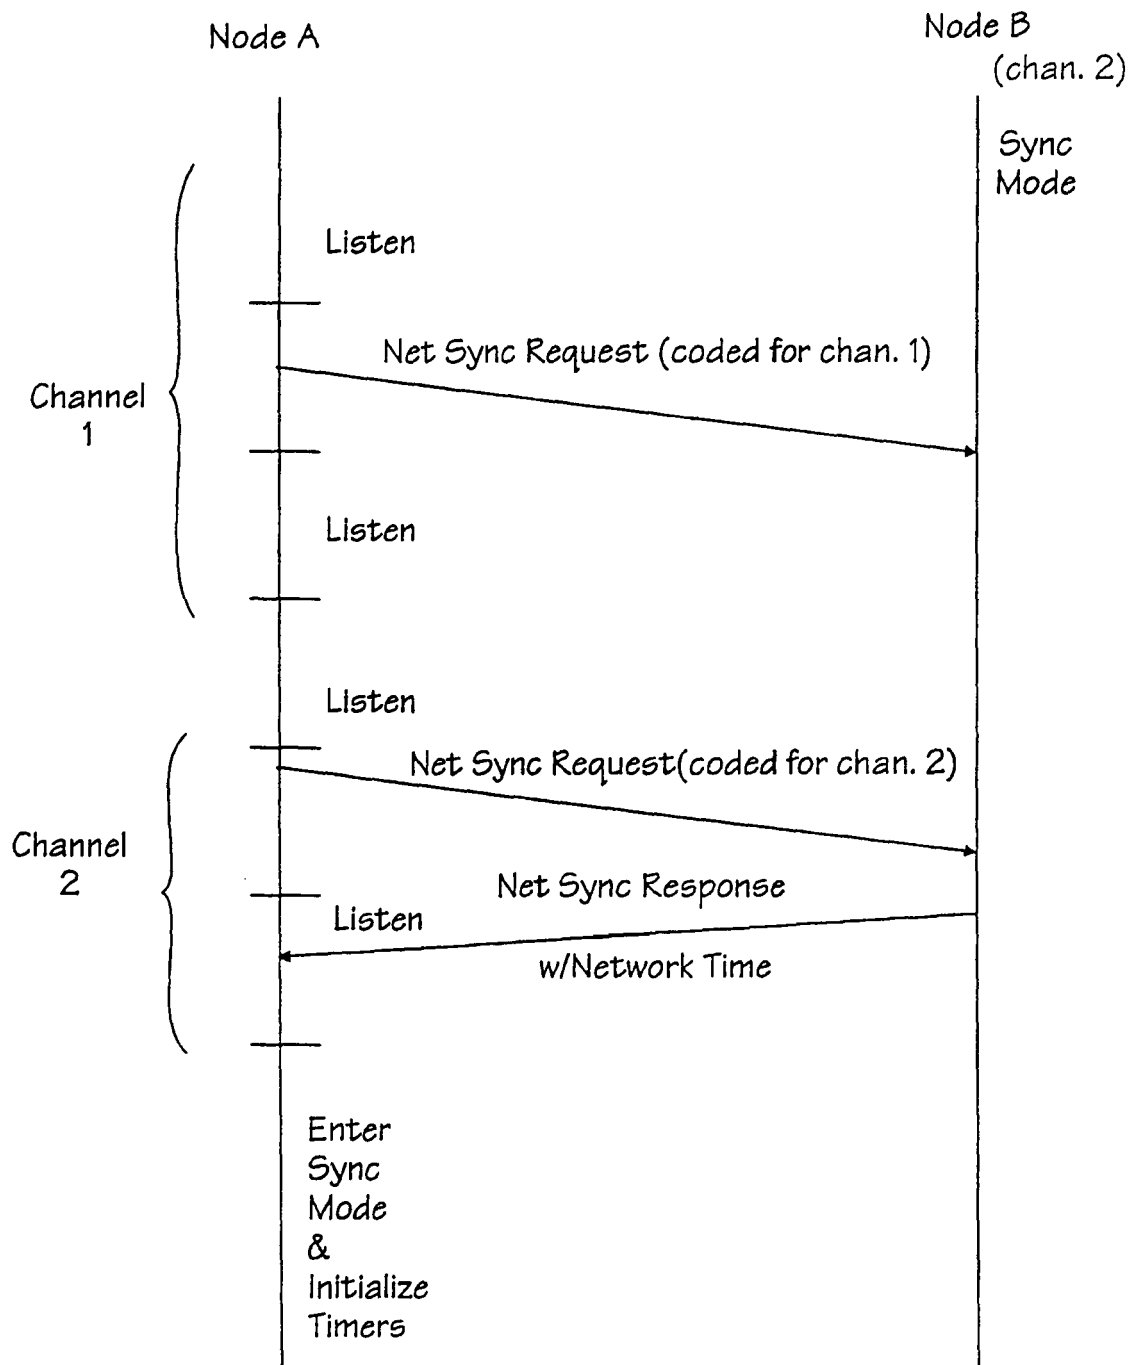 Node A
Node B
(chan. 2)
Sync
Mode
Listen
Net Sync Request (coded for chan. 1)
Channel
1
Listen
Listen
Net Sync Request(coded for chan. 2)
Channel
2
Net Sync Response
Listen
w/Network Time
Enter
Sync
Mode
&
Initialize
Timers